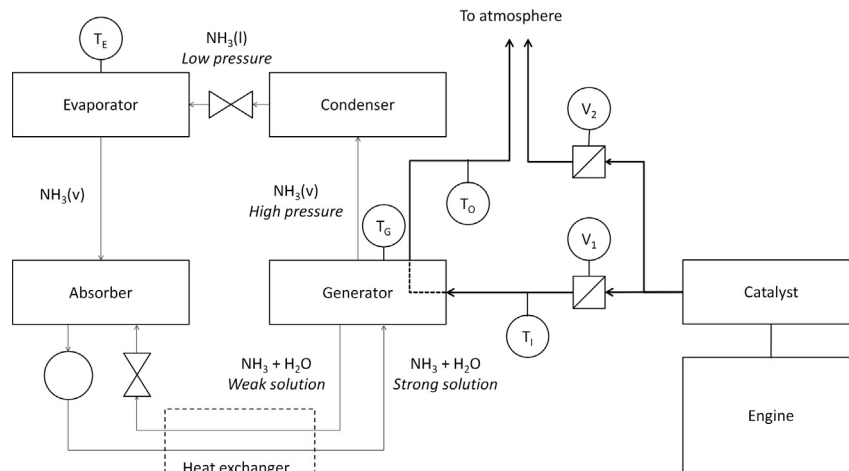 To atmosphere
T_E
NH₃(l)
Low pressure
Evaporator
Condenser
V₂
NH₃(v)
NH₃(v)
High pressure
T_O
T_G
V₁
Absorber
Generator
Catalyst
T_I
NH₃ + H₂O
Weak solution
NH₃ + H₂O
Strong solution
Engine
Heat exchanger